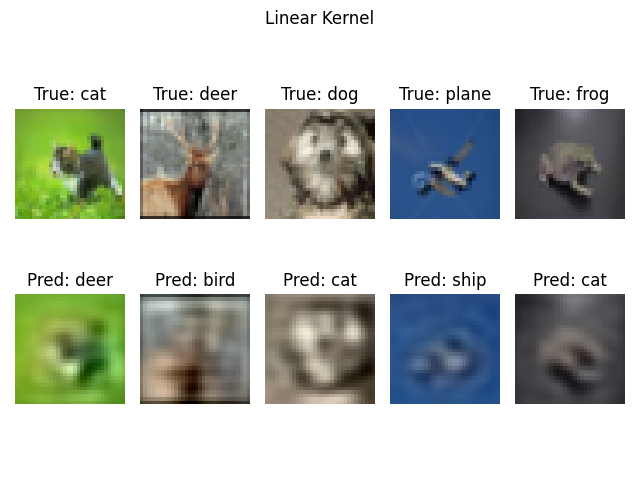 Linear Kernel
True: cat True: deer True: dog True: plane True: frog
Pred: deer Pred: bird Pred: cat Pred: ship Pred: cat